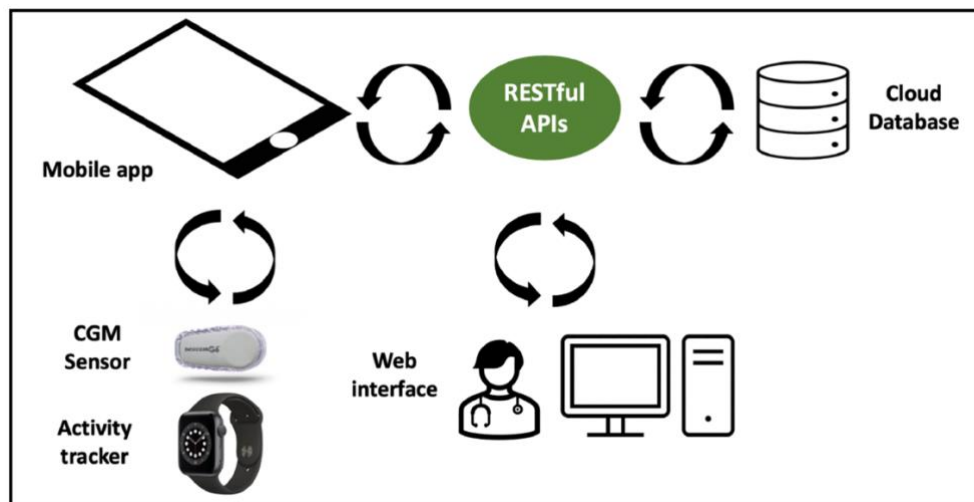 RESTful
APIs
Cloud
Database
Mobile app
CGM
Sensor
Web
interface
Activity
tracker